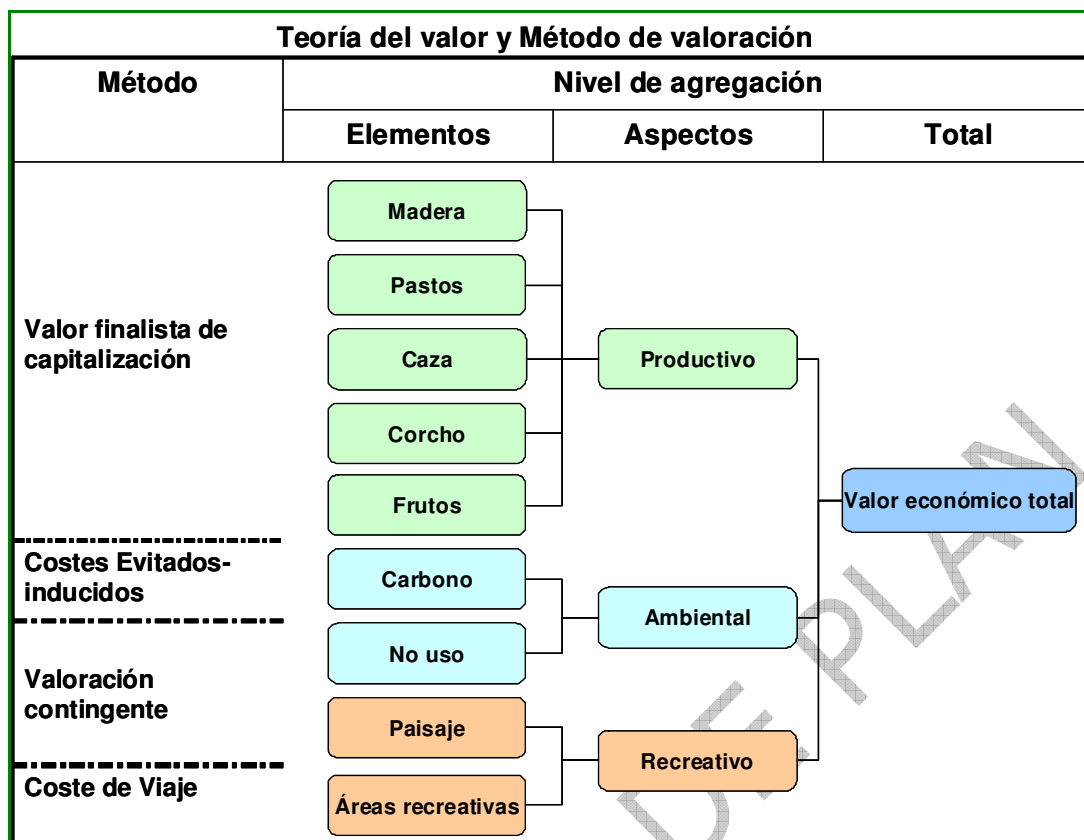 Teoría del valor y Método de valoración
Método
Nivel de agregación
Elementos
Aspectos
Total
Valor finalista de
capitalización
Madera
Pastos
Caza
Corcho
Frutos
Productivo
Valor económico total
Costes Evitados-
inducidos
Carbono
Ambiental
No uso
Valoración
contingente
Paisaje
Recreativo
Coste de Viaje
Áreas recreativas
DE PLAN